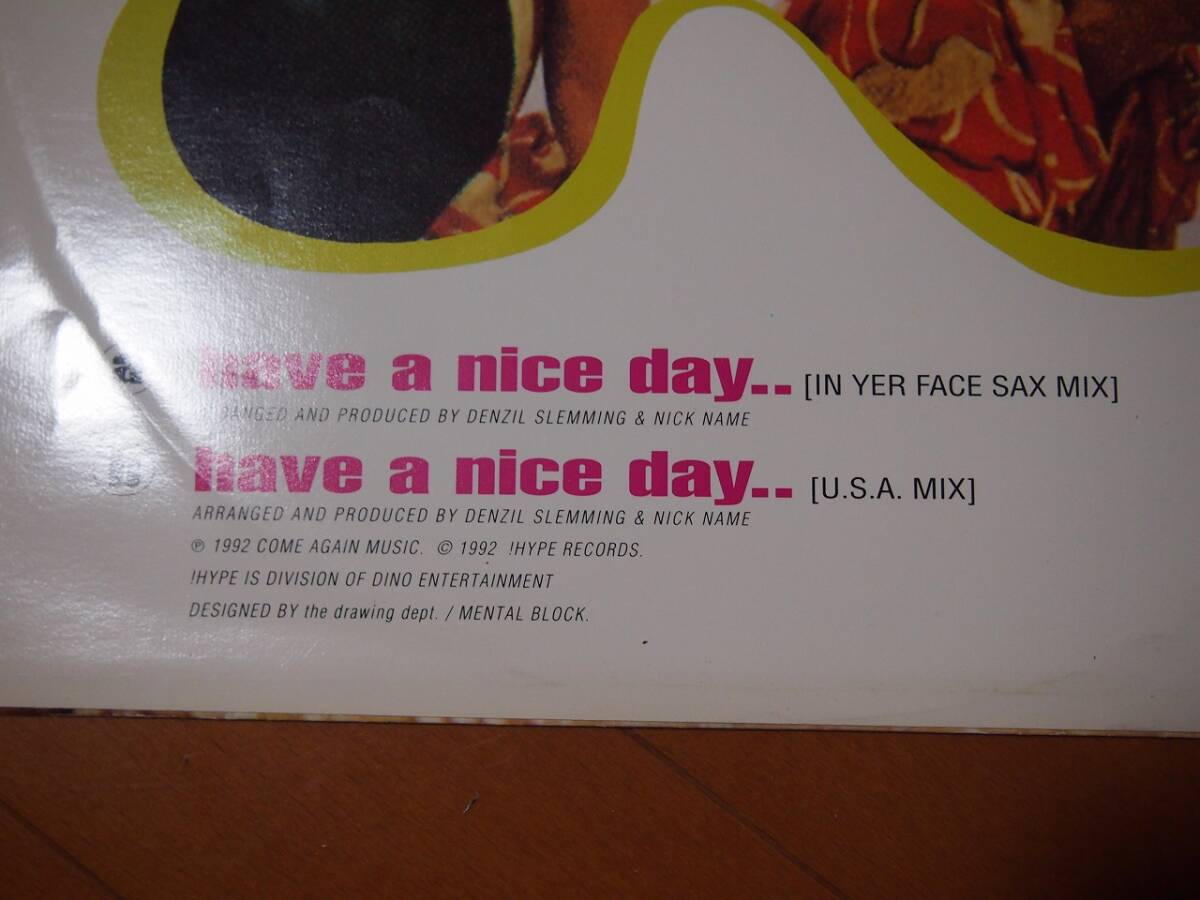 have a nice day.. [IN YER FACE SAX MIX]
ARRANGED AND PRODUCED BY DENZIL SLEMMING & NICK NAME
have a nice day.. [U.S.A. MIX]
ARRANGED AND PRODUCED BY DENZIL SLEMMING & NICK NAME
℗ 1992 COME AGAIN MUSIC. © 1992 !HYPE RECORDS.
!HYPE IS DIVISION OF DINO ENTERTAINMENT
DESIGNED BY the drawing dept. / MENTAL BLOCK.